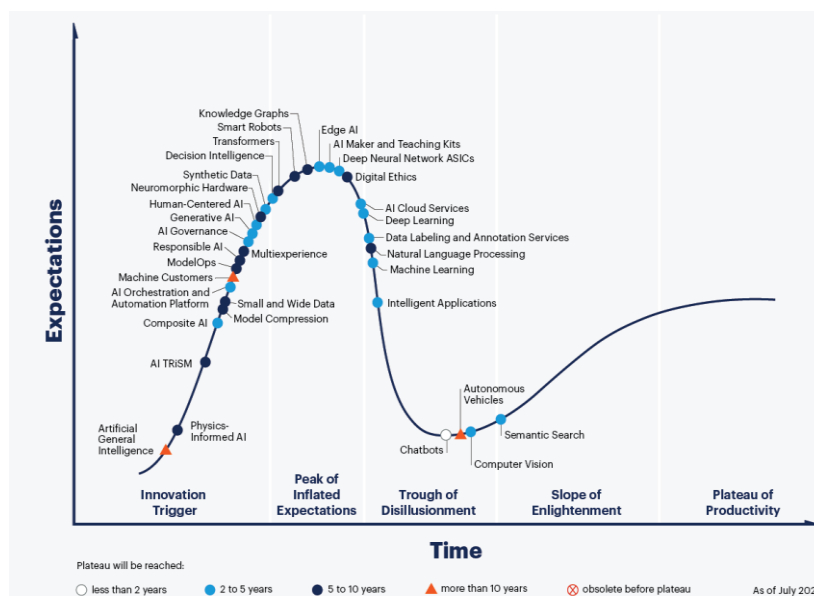 Expectations
Knowledge Graphs
Smart Robots
Transformers
Decision Intelligence
Synthetic Data
Neuromorphic Hardware
Human-Centered AI
Generative AI
AI Governance
Responsible AI
Multiexperience
ModelOps
Machine Customers
AI Orchestration and
Automation Platform
Small and Wide Data
Model Compression
Composite AI
AI TRiSM
Artificial
General
Intelligence
Physics-
Informed AI
Edge AI
AI Maker and Teaching Kits
Deep Neural Network ASICs
Digital Ethics
AI Cloud Services
Deep Learning
Data Labeling and Annotation Services
Natural Language Processing
Machine Learning
Intelligent Applications
Autonomous
Vehicles
Chatbots
Semantic Search
Computer Vision
Innovation
Trigger
Peak of
Inflated
Expectations
Trough of
Disillusionment
Slope of
Enlightenment
Plateau of
Productivity
Time
Plateau will be reached:
less than 2 years
2 to 5 years
5 to 10 years
more than 10 years
obsolete before plateau
As of July 202